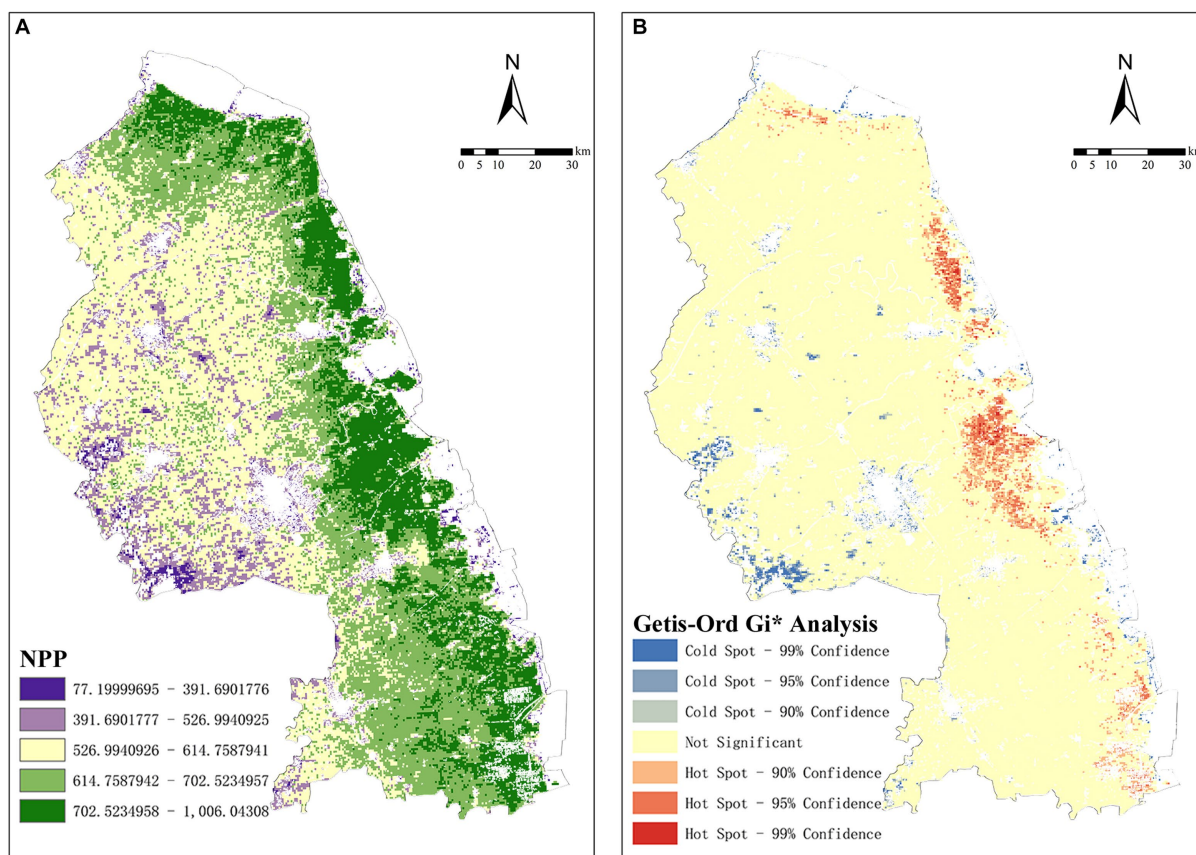 A
N
km
0 5 10 20 30
NPP
77.19999695 - 391.6901776
391.6901777 - 526.9940925
526.9940926 - 614.7587941
614.7587942 - 702.5234957
702.5234958 - 1,006.04308
B
N
km
0 5 10 20 30
Getis-Ord Gi* Analysis
Cold Spot - 99% Confidence
Cold Spot - 95% Confidence
Cold Spot - 90% Confidence
Not Significant
Hot Spot - 90% Confidence
Hot Spot - 95% Confidence
Hot Spot - 99% Confidence